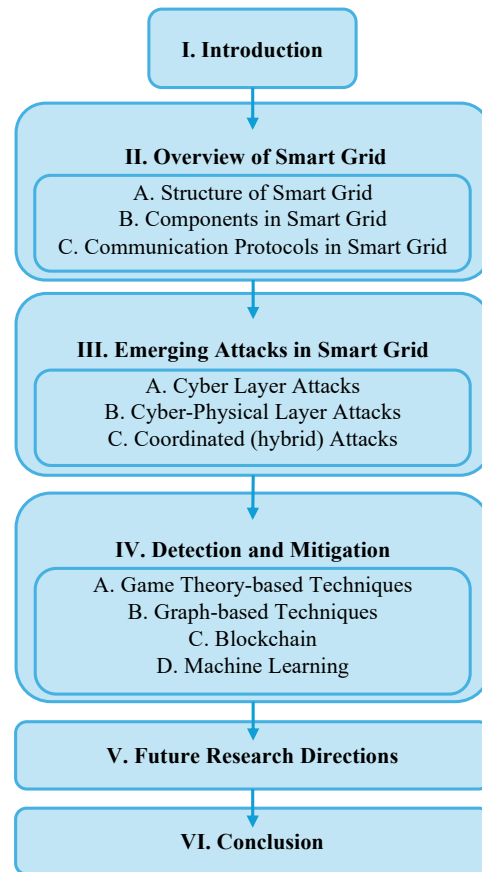 I. Introduction
II. Overview of Smart Grid
A. Structure of Smart Grid
B. Components in Smart Grid
C. Communication Protocols in Smart Grid
III. Emerging Attacks in Smart Grid
A. Cyber Layer Attacks
B. Cyber-Physical Layer Attacks
C. Coordinated (hybrid) Attacks
IV. Detection and Mitigation
A. Game Theory-based Techniques
B. Graph-based Techniques
C. Blockchain
D. Machine Learning
V. Future Research Directions
VI. Conclusion